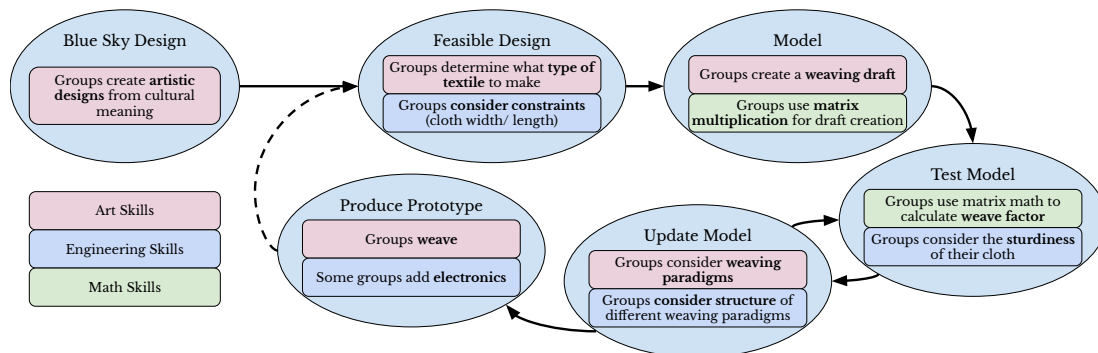 Blue Sky Design
Groups create artistic
designs from cultural
meaning
Feasible Design
Groups determine what type of
textile to make
Groups consider constraints
(cloth width/ length)
Model
Groups create a weaving draft
Groups use matrix
multiplication for draft creation
Test Model
Groups use matrix math to
calculate weave factor
Groups consider the sturdiness
of their cloth
Update Model
Groups consider weaving
paradigms
Groups consider structure of
different weaving paradigms
Produce Prototype
Groups weave
Some groups add electronics
Art Skills
Engineering Skills
Math Skills